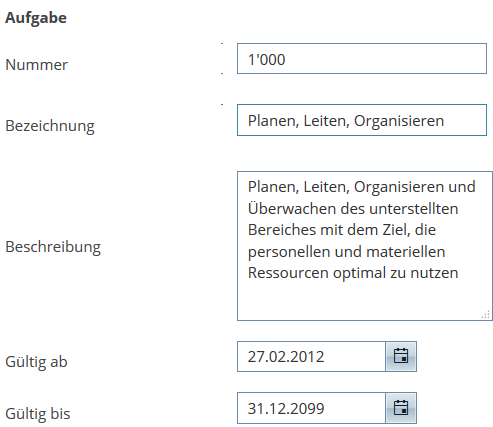 Aufgabe
Nummer
1'000
Bezeichnung
Planen, Leiten, Organisieren
Beschreibung
Planen, Leiten, Organisieren und
Überwachen des unterstellten
Bereiches mit dem Ziel, die
personellen und materiellen
Ressourcen optimal zu nutzen
Gültig ab
27.02.2012
Gültig bis
31.12.2099